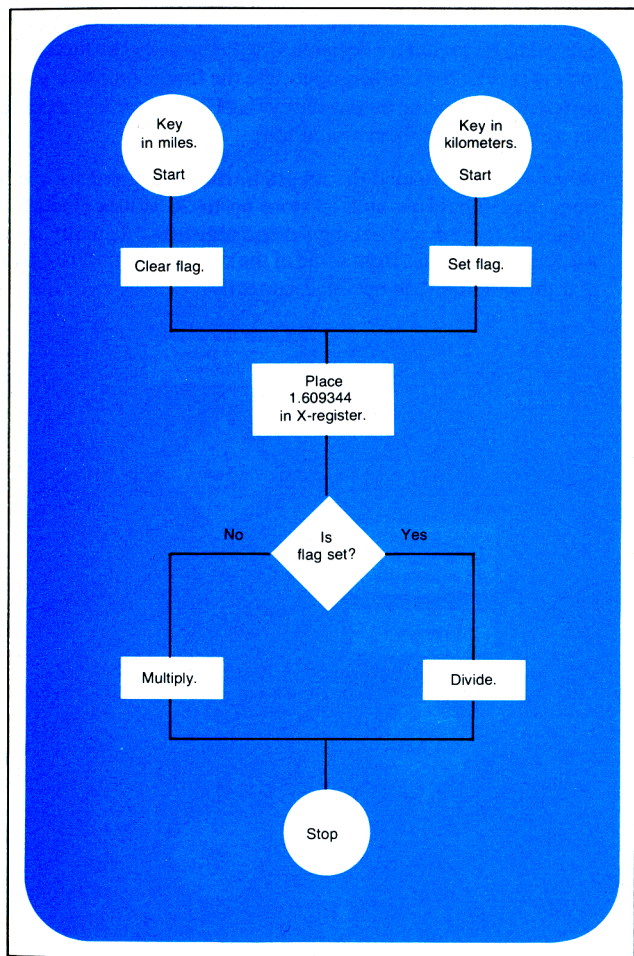 Key
in miles.
Start
Key in
kilometers.
Start
Clear flag.
Set flag.
Place
1.609344
in X-register.
No
Is
flag set?
Yes
Multiply.
Divide.
Stop